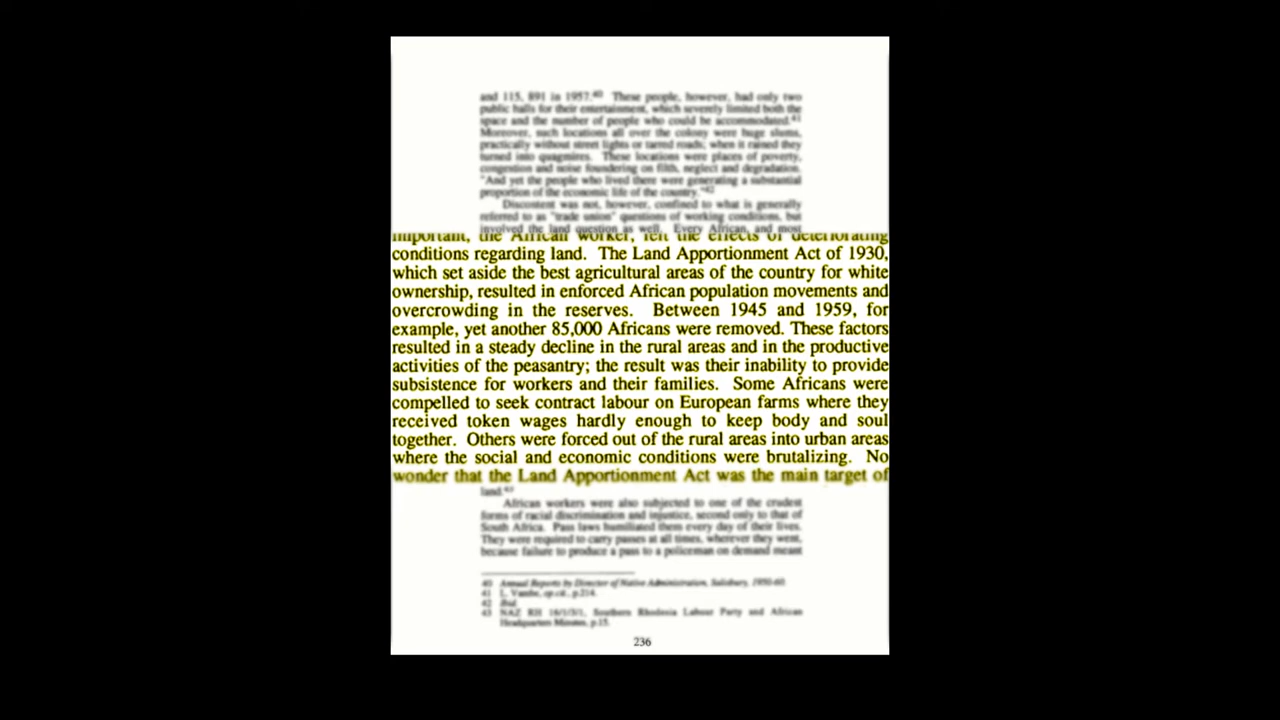 and 115, 891 in 1957.40 These people, however, had only two
public halls for their entertainment, which severely limited both the
space and the number of people who could be accommodated.41
Moreover, such locations all over the colony were huge slums,
practically without street lights or tarred roads; when it rained they
turned into quagmires. These locations were places of poverty,
congestion and noise foundering on filth, neglect and degradation.
"And yet the people who lived there were generating a substantial
proportion of the economic life of the country."42
Discontent was not, however, confined to what is generally
referred to as "trade union" questions of working conditions, but
involved the land question as well. Every African, and most
important, the African worker, felt the effects of deteriorating
conditions regarding land. The Land Apportionment Act of 1930,
which set aside the best agricultural areas of the country for white
ownership, resulted in enforced African population movements and
overcrowding in the reserves. Between 1945 and 1959, for
example, yet another 85,000 Africans were removed. These factors
resulted in a steady decline in the rural areas and in the productive
activities of the peasantry; the result was their inability to provide
subsistence for workers and their families. Some Africans were
compelled to seek contract labour on European farms where they
received token wages hardly enough to keep body and soul
together. Others were forced out of the rural areas into urban areas
where the social and economic conditions were brutalizing. No
wonder that the Land Apportionment Act was the main target of
land.43
African workers were also subjected to one of the crudest
forms of racial discrimination and injustice, second only to that of
South Africa. Pass laws humiliated them every day of their lives.
They were required to carry passes at all times, wherever they went,
because failure to produce a pass to a policeman on demand meant
40 Annual Reports by Director of Native Administration, Salisbury, 1950-60.
41 L. Vambe, op.cit., p.214.
42 Ibid.
43 NAZ RH 16/1/3/1, Southern Rhodesia Labour Party and African
Headquarters Minutes, p.15.
236